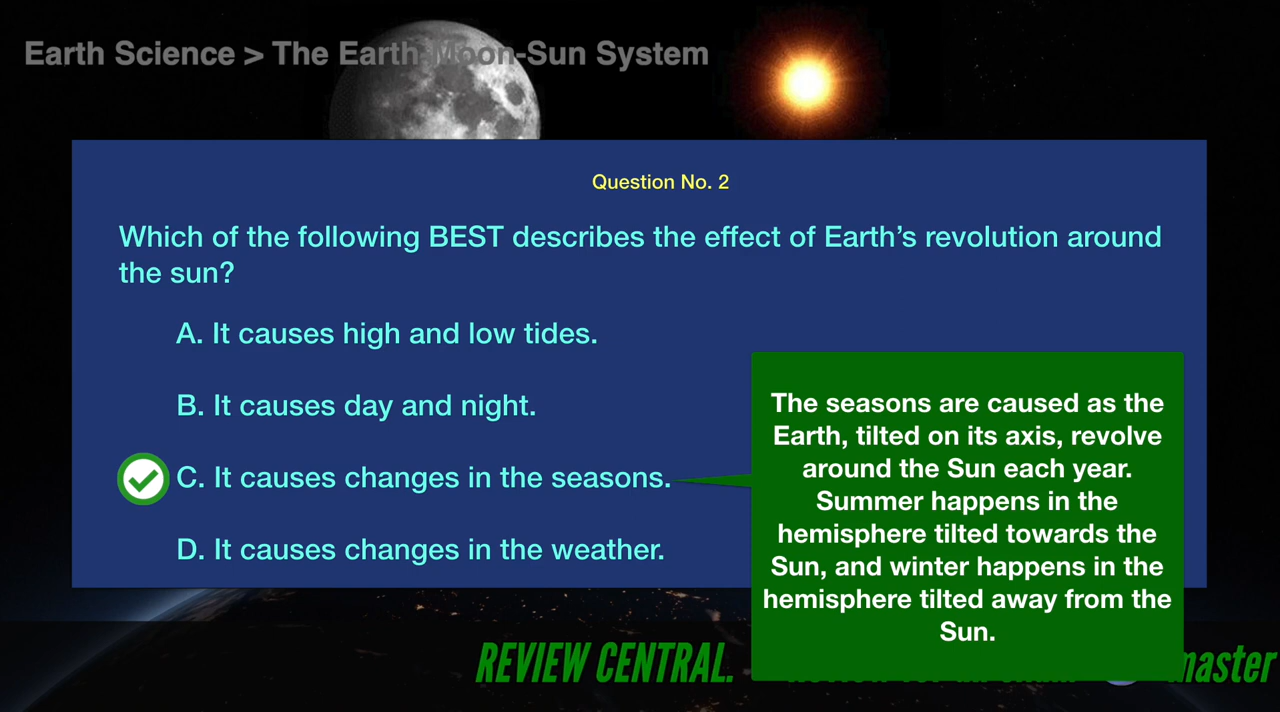 Earth Science > The Earth-Moon-Sun System
Question No. 2
Which of the following BEST describes the effect of Earth’s revolution around
the sun?
A. It causes high and low tides.
B. It causes day and night.
C. It causes changes in the seasons.
D. It causes changes in the weather.
The seasons are caused as the
Earth, tilted on its axis, revolve
around the Sun each year.
Summer happens in the
hemisphere tilted towards the
Sun, and winter happens in the
hemisphere tilted away from the
Sun.
REVIEW CENTRAL. master